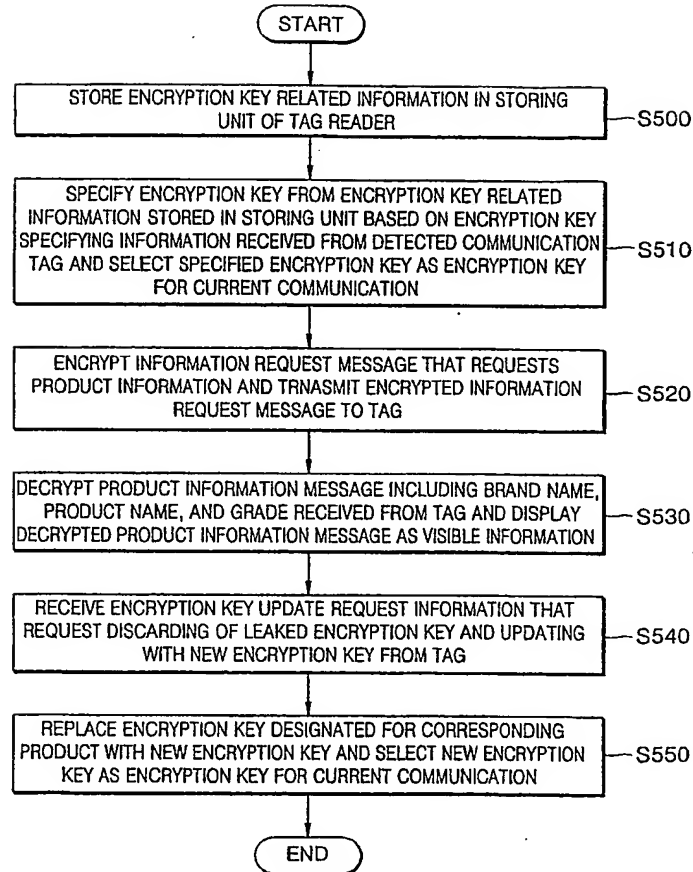 START
STORE ENCRYPTION KEY RELATED INFORMATION IN STORING
UNIT OF TAG READER
S500
SPECIFY ENCRYPTION KEY FROM ENCRYPTION KEY RELATED
INFORMATION STORED IN STORING UNIT BASED ON ENCRYPTION KEY
SPECIFYING INFORMATION RECEIVED FROM DETECTED COMMUNICATION
TAG AND SELECT SPECIFIED ENCRYPTION KEY AS ENCRYPTION KEY
FOR CURRENT COMMUNICATION
S510
ENCRYPT INFORMATION REQUEST MESSAGE THAT REQUESTS
PRODUCT INFORMATION AND TRNASMIT ENCRYPTED INFORMATION
REQUEST MESSAGE TO TAG
S520
DECRYPT PRODUCT INFORMATION MESSAGE INCLUDING BRAND NAME,
PRODUCT NAME, AND GRADE RECEIVED FROM TAG AND DISPLAY
DECRYPTED PRODUCT INFORMATION MESSAGE AS VISIBLE INFORMATION
S530
RECEIVE ENCRYPTION KEY UPDATE REQUEST INFORMATION THAT
REQUEST DISCARDING OF LEAKED ENCRYPTION KEY AND UPDATING
WITH NEW ENCRYPTION KEY FROM TAG
S540
REPLACE ENCRYPTION KEY DESIGNATED FOR CORRESPONDING
PRODUCT WITH NEW ENCRYPTION KEY AND SELECT NEW ENCRYPTION
KEY AS ENCRYPTION KEY FOR CURRENT COMMUNICATION
S550
END